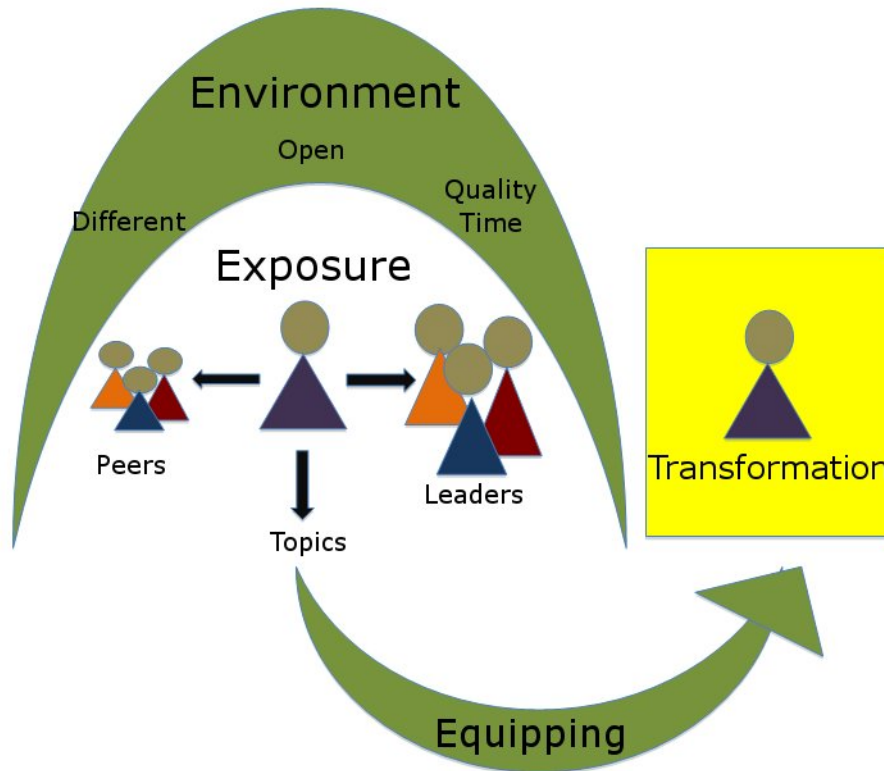 Environment
Open
Different
Quality
Time
Exposure
Peers
Leaders
Topics
Transformation
Equipping